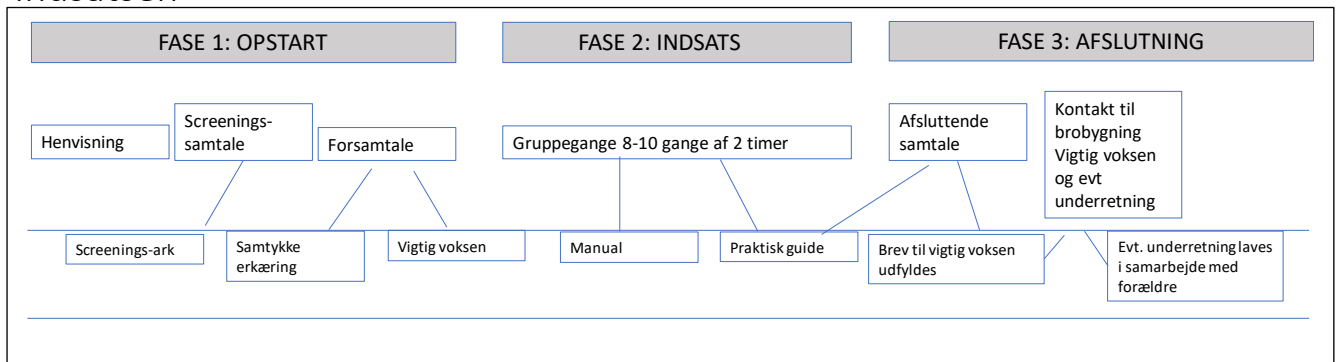 FASE 1: OPSTART
FASE 2: INDSATS
FASE 3: AFSLUTNING
Henvisning
Screenings-
samtale
Forsamtale
Gruppegange 8-10 gange af 2 timer
Afsluttende
samtale
Kontakt til
brobygning
Vigtig voksen
og evt
underretning
Screenings-ark
Samtykke
erkæring
Vigtig voksen
Manual
Praktisk guide
Brev til vigtig voksen
udfyldes
Evt. underretning laves
i samarbejde med
forældre